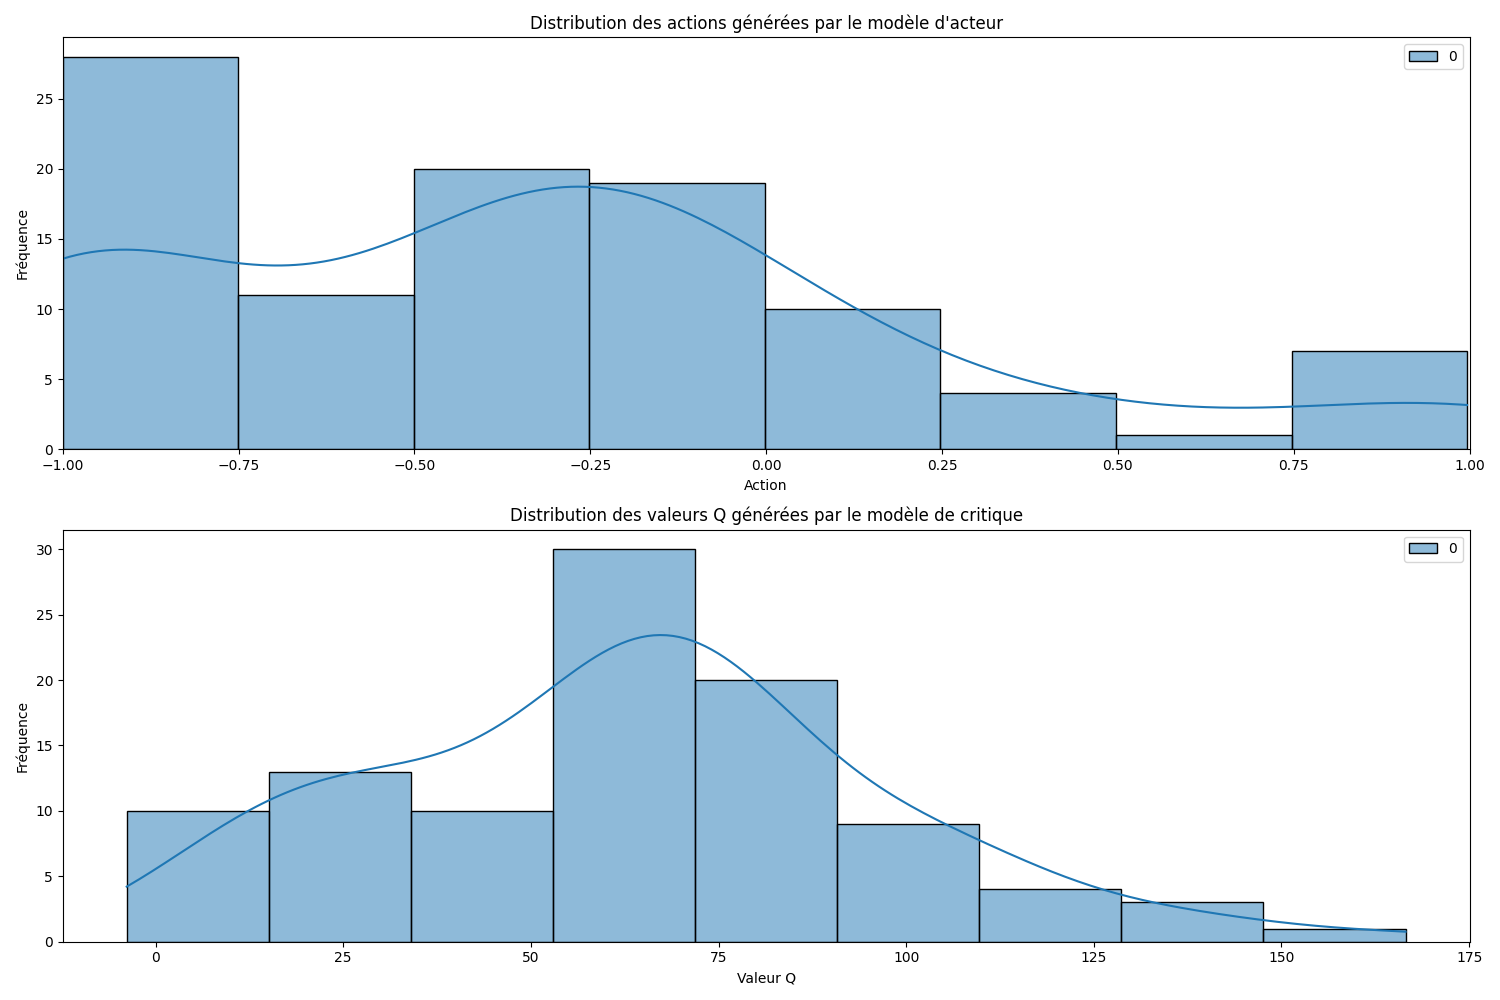 Distribution des actions générées par le modèle d'acteur
0
25
20
15
10
5
0
Fréquence
−1.00 −0.75 −0.50 −0.25 0.00 0.25 0.50 0.75 1.00
Action
Distribution des valeurs Q générées par le modèle de critique
0
30
25
20
15
10
5
0
Fréquence
0 25 50 75 100 125 150 175
Valeur Q